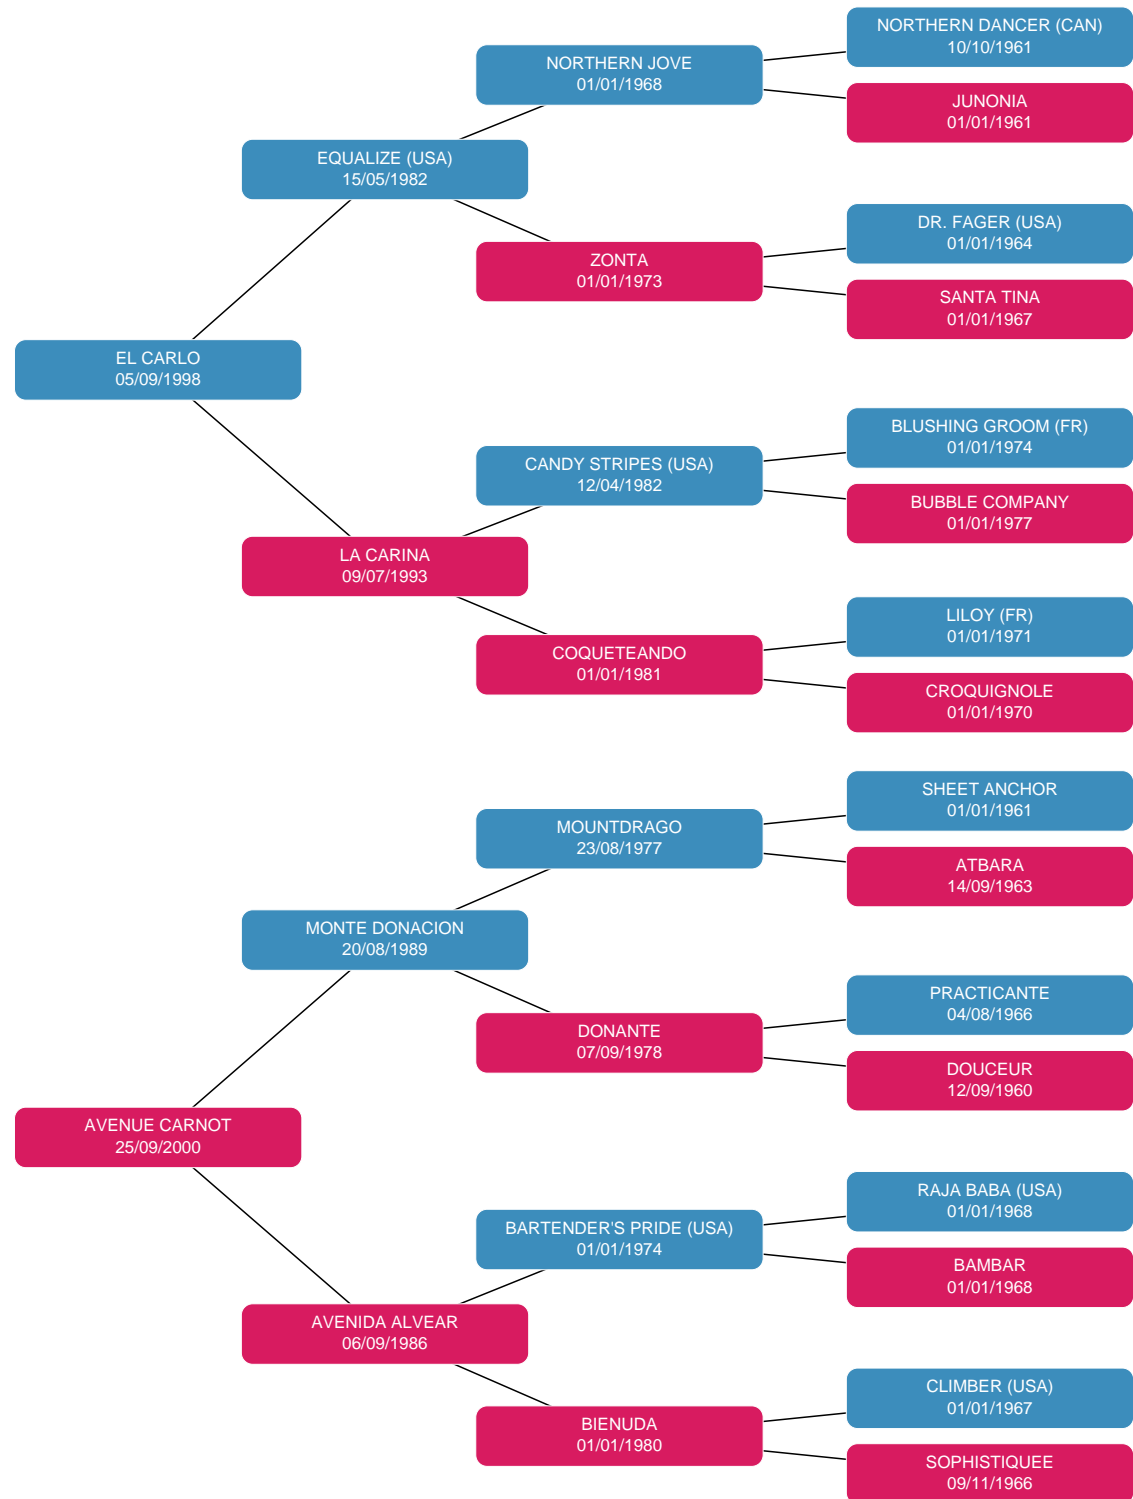 NORTHERN DANCER (CAN)
10/10/1961
NORTHERN JOVE
01/01/1968
JUNONIA
01/01/1961
EQUALIZE (USA)
15/05/1982
DR. FAGER (USA)
01/01/1964
ZONTA
01/01/1973
SANTA TINA
01/01/1967
EL CARLO
05/09/1998
BLUSHING GROOM (FR)
01/01/1974
CANDY STRIPES (USA)
12/04/1982
BUBBLE COMPANY
01/01/1977
LA CARINA
09/07/1993
LILOY (FR)
01/01/1971
COQUETEANDO
01/01/1981
CROQUIGNOLE
01/01/1970
SHEET ANCHOR
01/01/1961
MOUNTDRAGO
23/08/1977
ATBARA
14/09/1963
MONTE DONACION
20/08/1989
PRACTICANTE
04/08/1966
DONANTE
07/09/1978
DOUCEUR
12/09/1960
AVENUE CARNOT
25/09/2000
RAJA BABA (USA)
01/01/1968
BARTENDER'S PRIDE (USA)
01/01/1974
BAMBAR
01/01/1968
AVENIDA ALVEAR
06/09/1986
CLIMBER (USA)
01/01/1967
BIENUDA
01/01/1980
SOPHISTIQUEE
09/11/1966